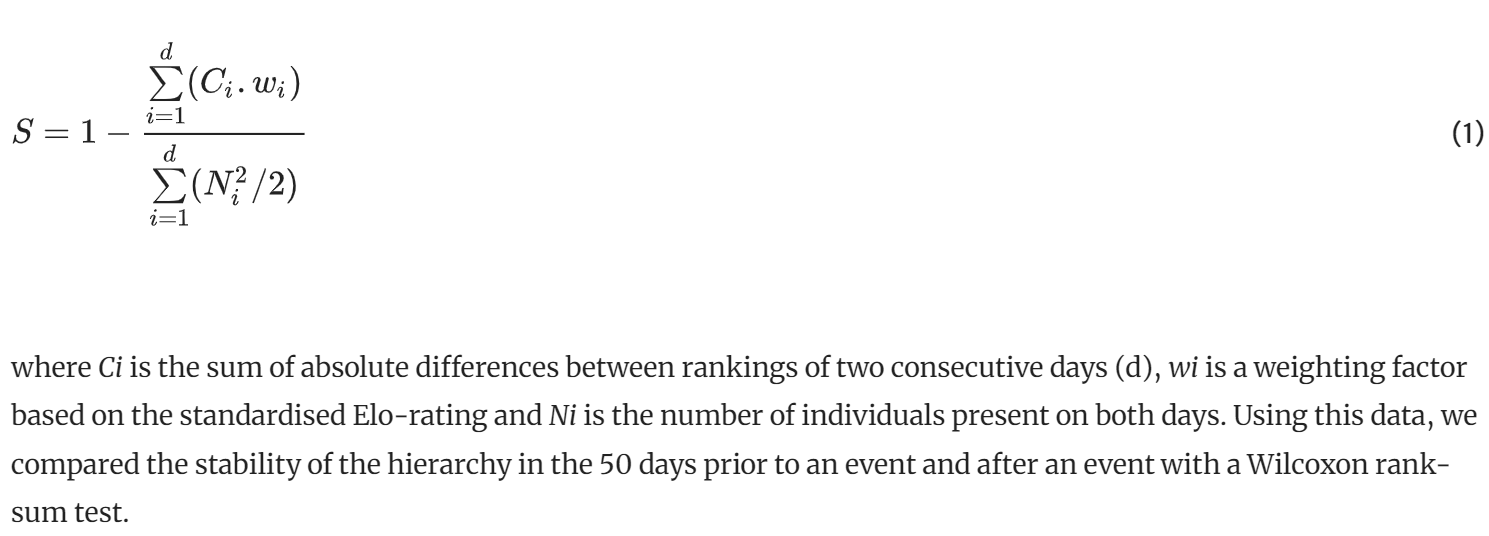 S = 1 − \frac{\sum_{i=1}^{d}(C_i . w_i)}{\sum_{i=1}^{d}(N_i^2/2)} (1)
where Ci is the sum of absolute differences between rankings of two consecutive days (d), wi is a weighting factor
based on the standardised Elo-rating and Ni is the number of individuals present on both days. Using this data, we
compared the stability of the hierarchy in the 50 days prior to an event and after an event with a Wilcoxon rank-
sum test.